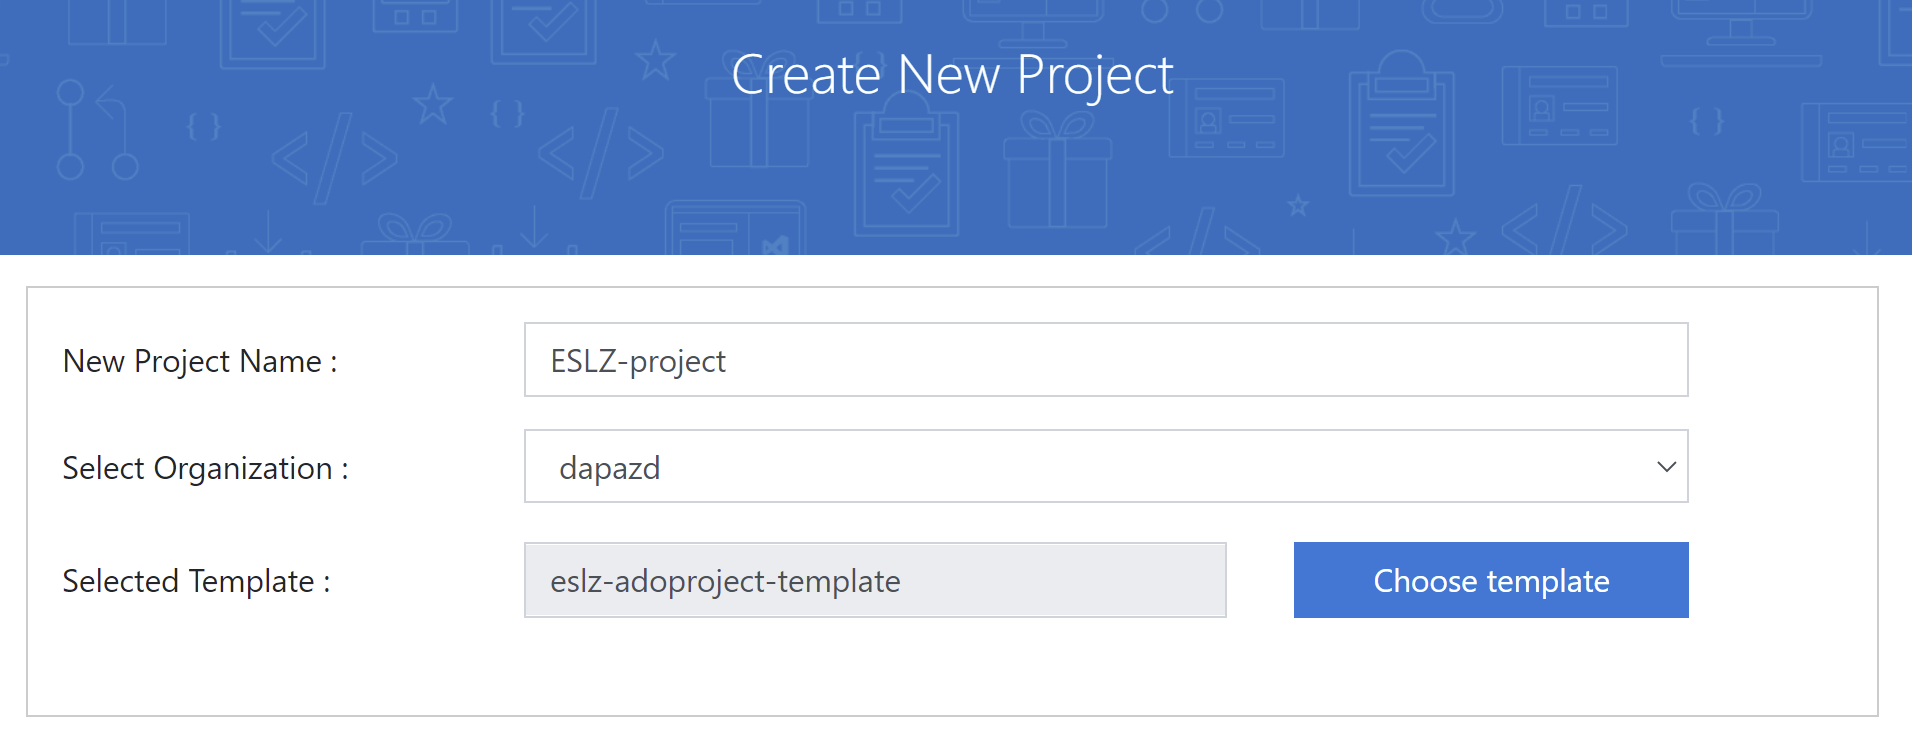 Create New Project
New Project Name :
ESLZ-project
Select Organization :
dapazd
Selected Template :
eslz-adoproject-template
Choose template